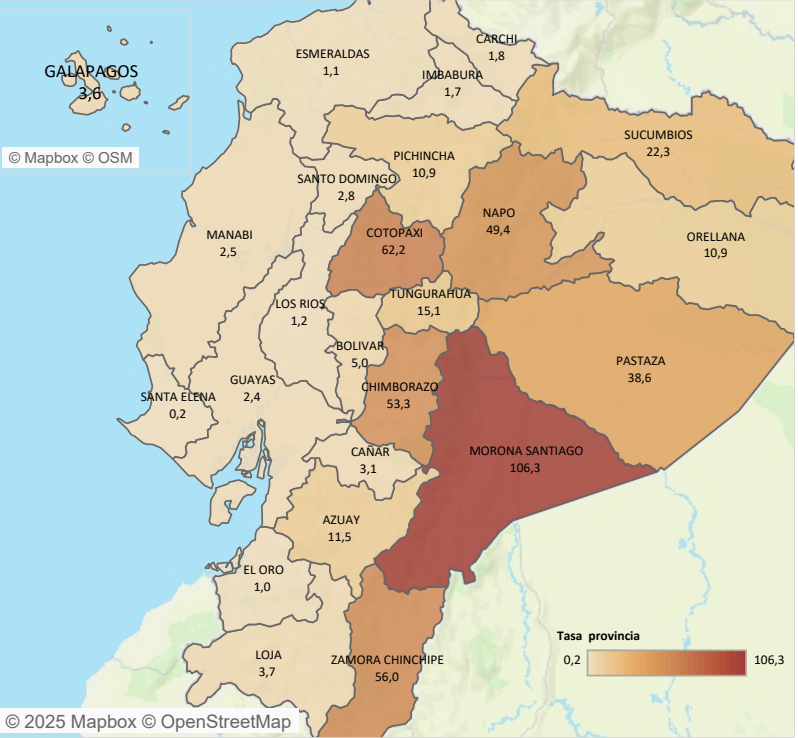 ESMERALDAS
1,1
CARCHI
1,8
GALAPAGOS
3,6
IMBABURA
1,7
© Mapbox © OSM
SUCUMBIOS
22,3
PICHINCHA
10,9
SANTO DOMINGO
2,8
NAPO
49,4
MANABI
2,5
COTOPAXI
62,2
ORELLANA
10,9
TUNGURAHUA
15,1
LOS RIOS
1,2
BOLIVAR
5,0
PASTAZA
38,6
GUAYAS
2,4
CHIMBORAZO
53,3
SANTA ELENA
0,2
CAÑAR
3,1
MORONA SANTIAGO
106,3
AZUAY
11,5
EL ORO
1,0
LOJA
3,7
ZAMORA CHINCHIPE
56,0
Tasa provincia
0,2 106,3
© 2025 Mapbox © OpenStreetMap